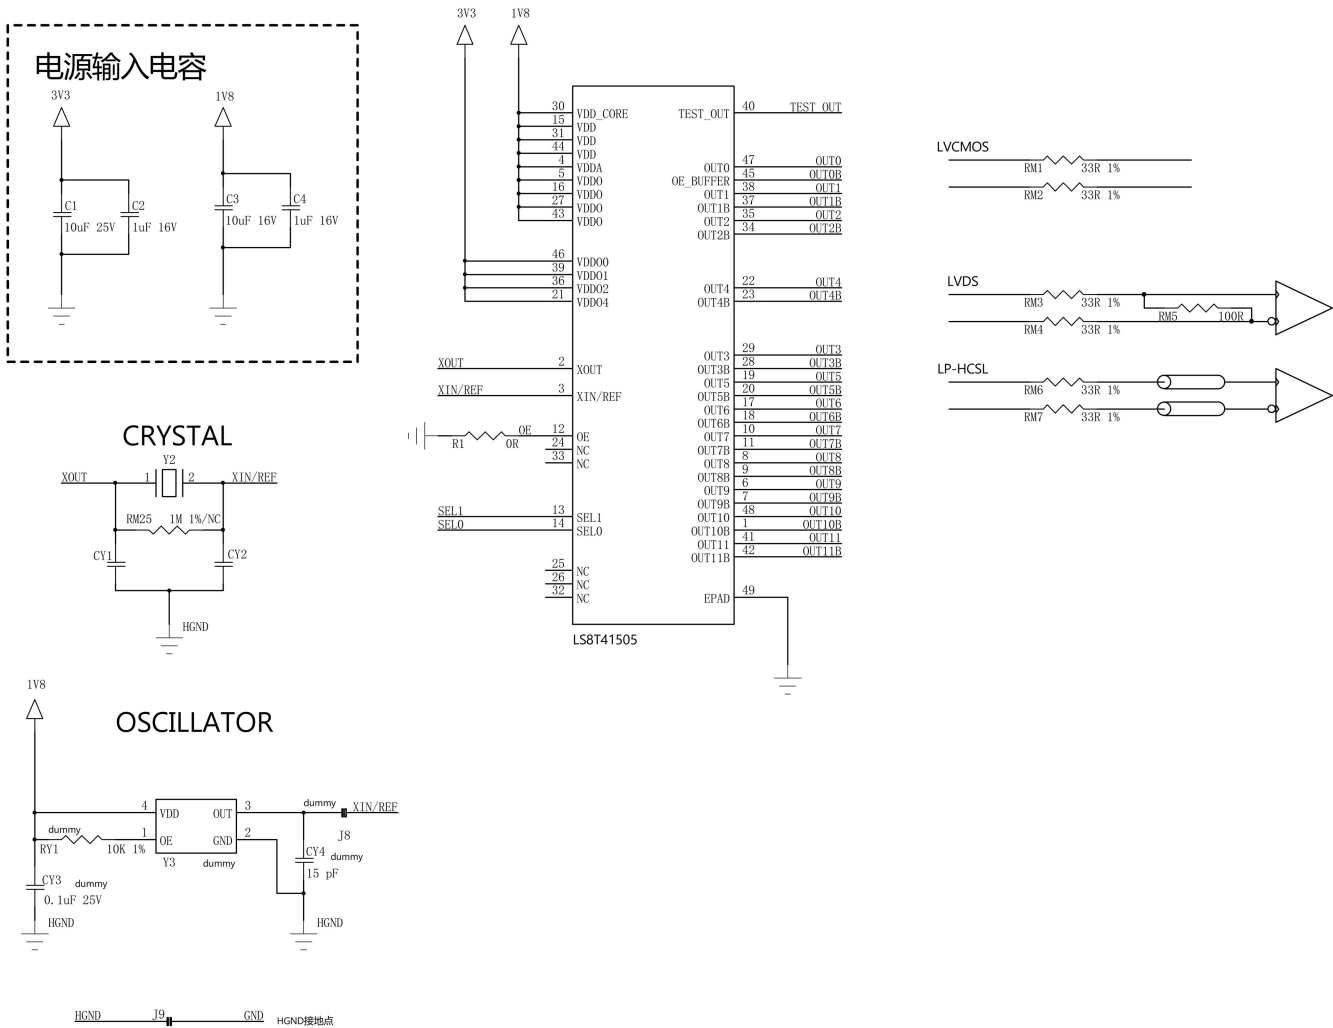 电源输入电容
3V3
1V8
C1
10uF 25V
C2
1uF 16V
C3
10uF 16V
C4
1uF 16V
3V3
1V8
30 VDD_CORE
15 VDD
31 VDD
44 VDD
4 VDDA
5 VDDO
16 VDDO
27 VDDO
43 VDDO
46 VDDO0
39 VDDO1
36 VDDO2
21 VDDO4
XOUT 2 XOUT
XIN/REF 3 XIN/REF
R1 0R OE 12 OE
24 NC
33 NC
SEL1 13 SEL1
SEL0 14 SEL0
25 NC
26 NC
32 NC
TEST_OUT 40 TEST OUT
OUT0 47 OUT0
OE_BUFFER 45 OUT0B
OUT1 38 OUT1
OUT1B 37 OUT1B
OUT2 35 OUT2
OUT2B 34 OUT2B
OUT4 22 OUT4
OUT4B 23 OUT4B
OUT3 29 OUT3
OUT3B 28 OUT3B
OUT5 19 OUT5
OUT5B 20 OUT5B
OUT6 17 OUT6
OUT6B 18 OUT6B
OUT7 10 OUT7
OUT7B 11 OUT7B
OUT8 8 OUT8
OUT8B 9 OUT8B
OUT9 6 OUT9
OUT9B 7 OUT9B
OUT10 48 OUT10
OUT10B 1 OUT10B
OUT11 41 OUT11
OUT11B 42 OUT11B
EPAD 49
LS8T41505
LVCMOS
RM1 33R 1%
RM2 33R 1%
LVDS
RM3 33R 1%
RM5 100R
RM4 33R 1%
LP-HCSL
RM6 33R 1%
RM7 33R 1%
CRYSTAL
Y2
XOUT 1 2 XIN/REF
RM25 1M 1%/NC
CY1 CY2
HGND
1V8
OSCILLATOR
4 VDD OUT 3 dummy XIN/REF
J8
dummy
RY1 10K 1% 1 OE GND 2
Y3 dummy
CY4 dummy
15 pF
CY3 dummy
0.1uF 25V
HGND
HGND
HGND J9 GND HGND接地点